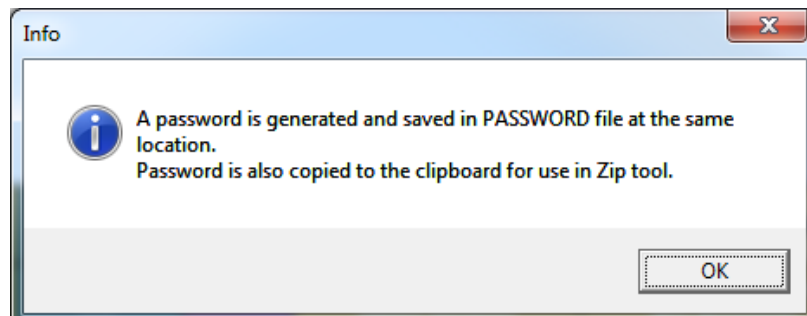 Info
A password is generated and saved in PASSWORD file at the same
location.
Password is also copied to the clipboard for use in Zip tool.
OK